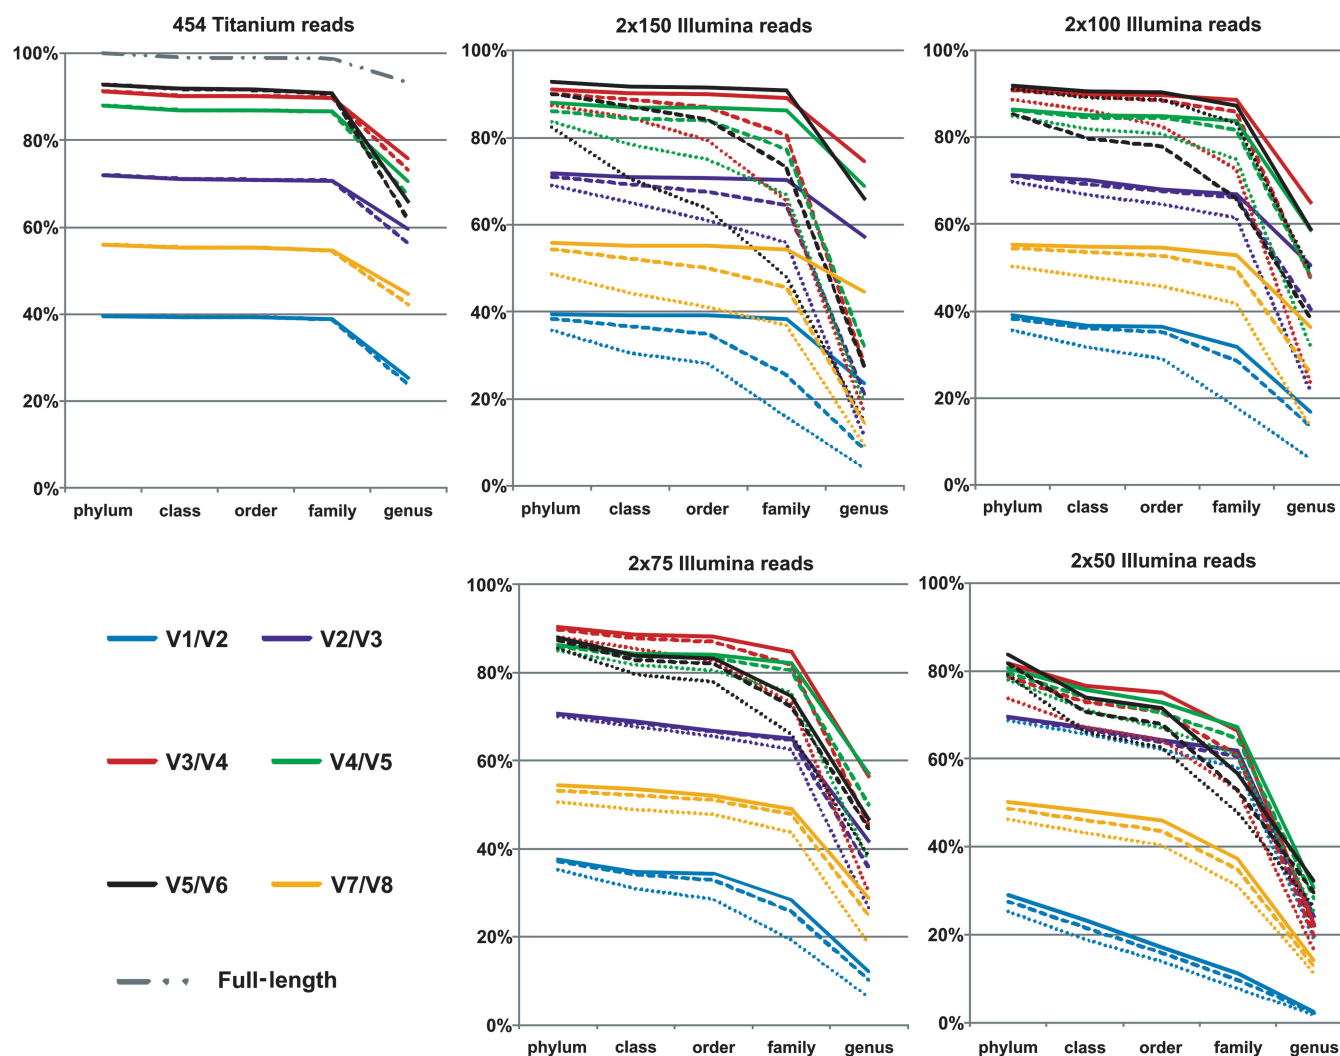 454 Titanium reads
100%
80%
60%
40%
20%
0%
phylum class order family genus
2x150 Illumina reads
100%
80%
60%
40%
20%
0%
phylum class order family genus
2x100 Illumina reads
100%
80%
60%
40%
20%
0%
phylum class order family genus
V1/V2 V2/V3
V3/V4 V4/V5
V5/V6 V7/V8
Full-length
2x75 Illumina reads
100%
80%
60%
40%
20%
0%
phylum class order family genus
2x50 Illumina reads
100%
80%
60%
40%
20%
0%
phylum class order family genus